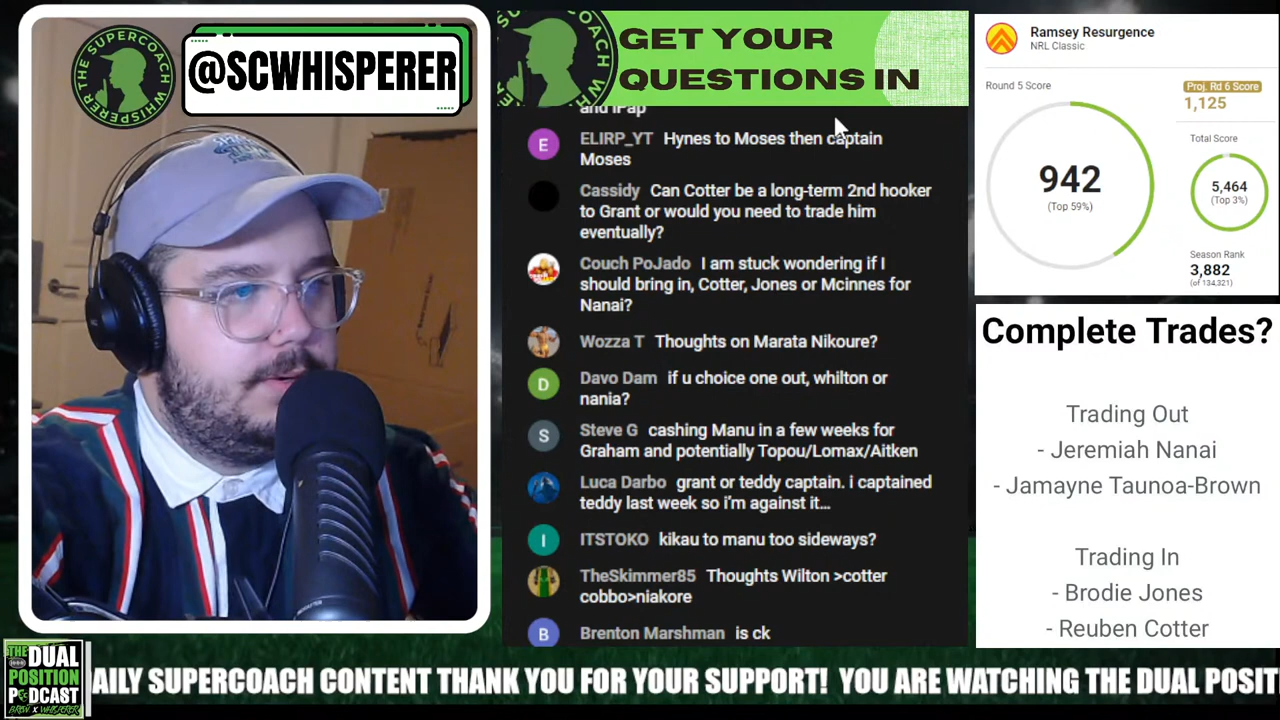 THE SUPERCOACH WHISPERER
@SCWHISPERER
GET YOUR
QUESTIONS IN
and iPap
ELIRP_YT Hynes to Moses then captain
Moses
Cassidy Can Cotter be a long-term 2nd hooker
to Grant or would you need to trade him
eventually?
Couch PoJado I am stuck wondering if I
should bring in, Cotter, Jones or Mcinnes for
Nanai?
Wozza T Thoughts on Marata Nikoure?
Davo Dam if u choice one out, whilton or
nania?
Steve G cashing Manu in a few weeks for
Graham and potentially Topou/Lomax/Aitken
Luca Darbo grant or teddy captain. i captained
teddy last week so i'm against it...
ITSTOKO kikau to manu too sideways?
TheSkimmer85 Thoughts Wilton >cotter
cobbo>niakore
Brenton Marshman is ck
Ramsey Resurgence
NRL Classic
Round 5 Score
Proj. Rd 6 Score
1,125
942
(Top 59%)
Total Score
5,464
(Top 3%)
Season Rank
3,882
(of 134,321)
Complete Trades?
Trading Out
- Jeremiah Nanai
- Jamayne Taunoa-Brown
Trading In
- Brodie Jones
- Reuben Cotter
THE DUAL
POSITION
PODCAST
BREW X WHISPERER
AILY SUPERCOACH CONTENT THANK YOU FOR YOUR SUPPORT! YOU ARE WATCHING THE DUAL POSIT